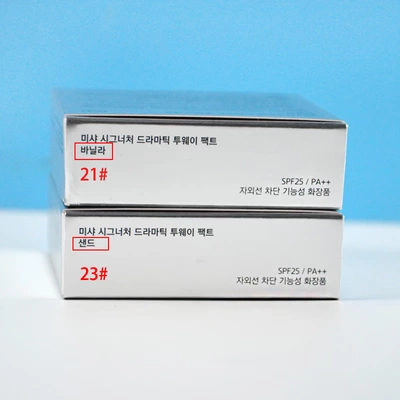 미샤 시그너처 드라마틱 투웨이 팩트
바닐라
21#
SPF25 / PA++
자외선 차단 기능성 화장품
미샤 시그너처 드라마틱 투웨이 팩트
샌드
23#
SPF25 / PA++
자외선 차단 기능성 화장품